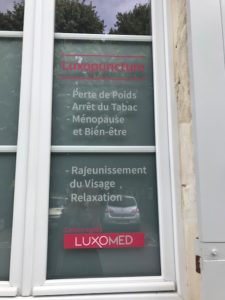 Luxopuncture
- Perte de Poids
- Arrêt du Tabac
- Ménopause
et Bien-être
- Rajeunissement
du Visage
- Relaxation
LUXOMED